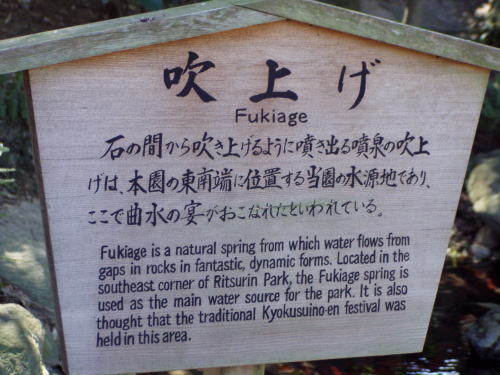 吹上げ
Fukiage
石の間から吹き上げるように噴き出る噴泉の吹上
げは、本園の東南端に位置する当園の水源地であり、
ここで曲水の宴がおこなわれたといわれている。
Fukiage is a natural spring from which water flows from
gaps in rocks in fantastic, dynamic forms. Located in the
southeast corner of Ritsurin Park, the Fukiage spring is
used as the main water source for the park. It is also
thought that the traditional Kyokusuino-en festival was
held in this area.